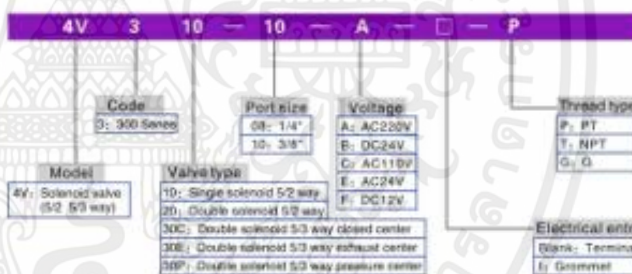 4V 3 10 — 10 — A — □ — P
Code
3: 300 Series
Port size
08: 1/4"
10: 3/8"
Voltage
A: AC220V
B: DC24V
C: AC110V
E: AC24V
F: DC12V
Thread type
P: PT
T: NPT
G: G
Model
4V: Solenoid valve
(5/2 5/3 way)
Valve type
10: Single solenoid 5/2 way
20: Double solenoid 5/2 way
30C: Double solenoid 5/3 way closed center
30E: Double solenoid 5/3 way exhaust center
30P: Double solenoid 5/3 way pressure center
Electrical entr
Blank: Termina
I: Grommet